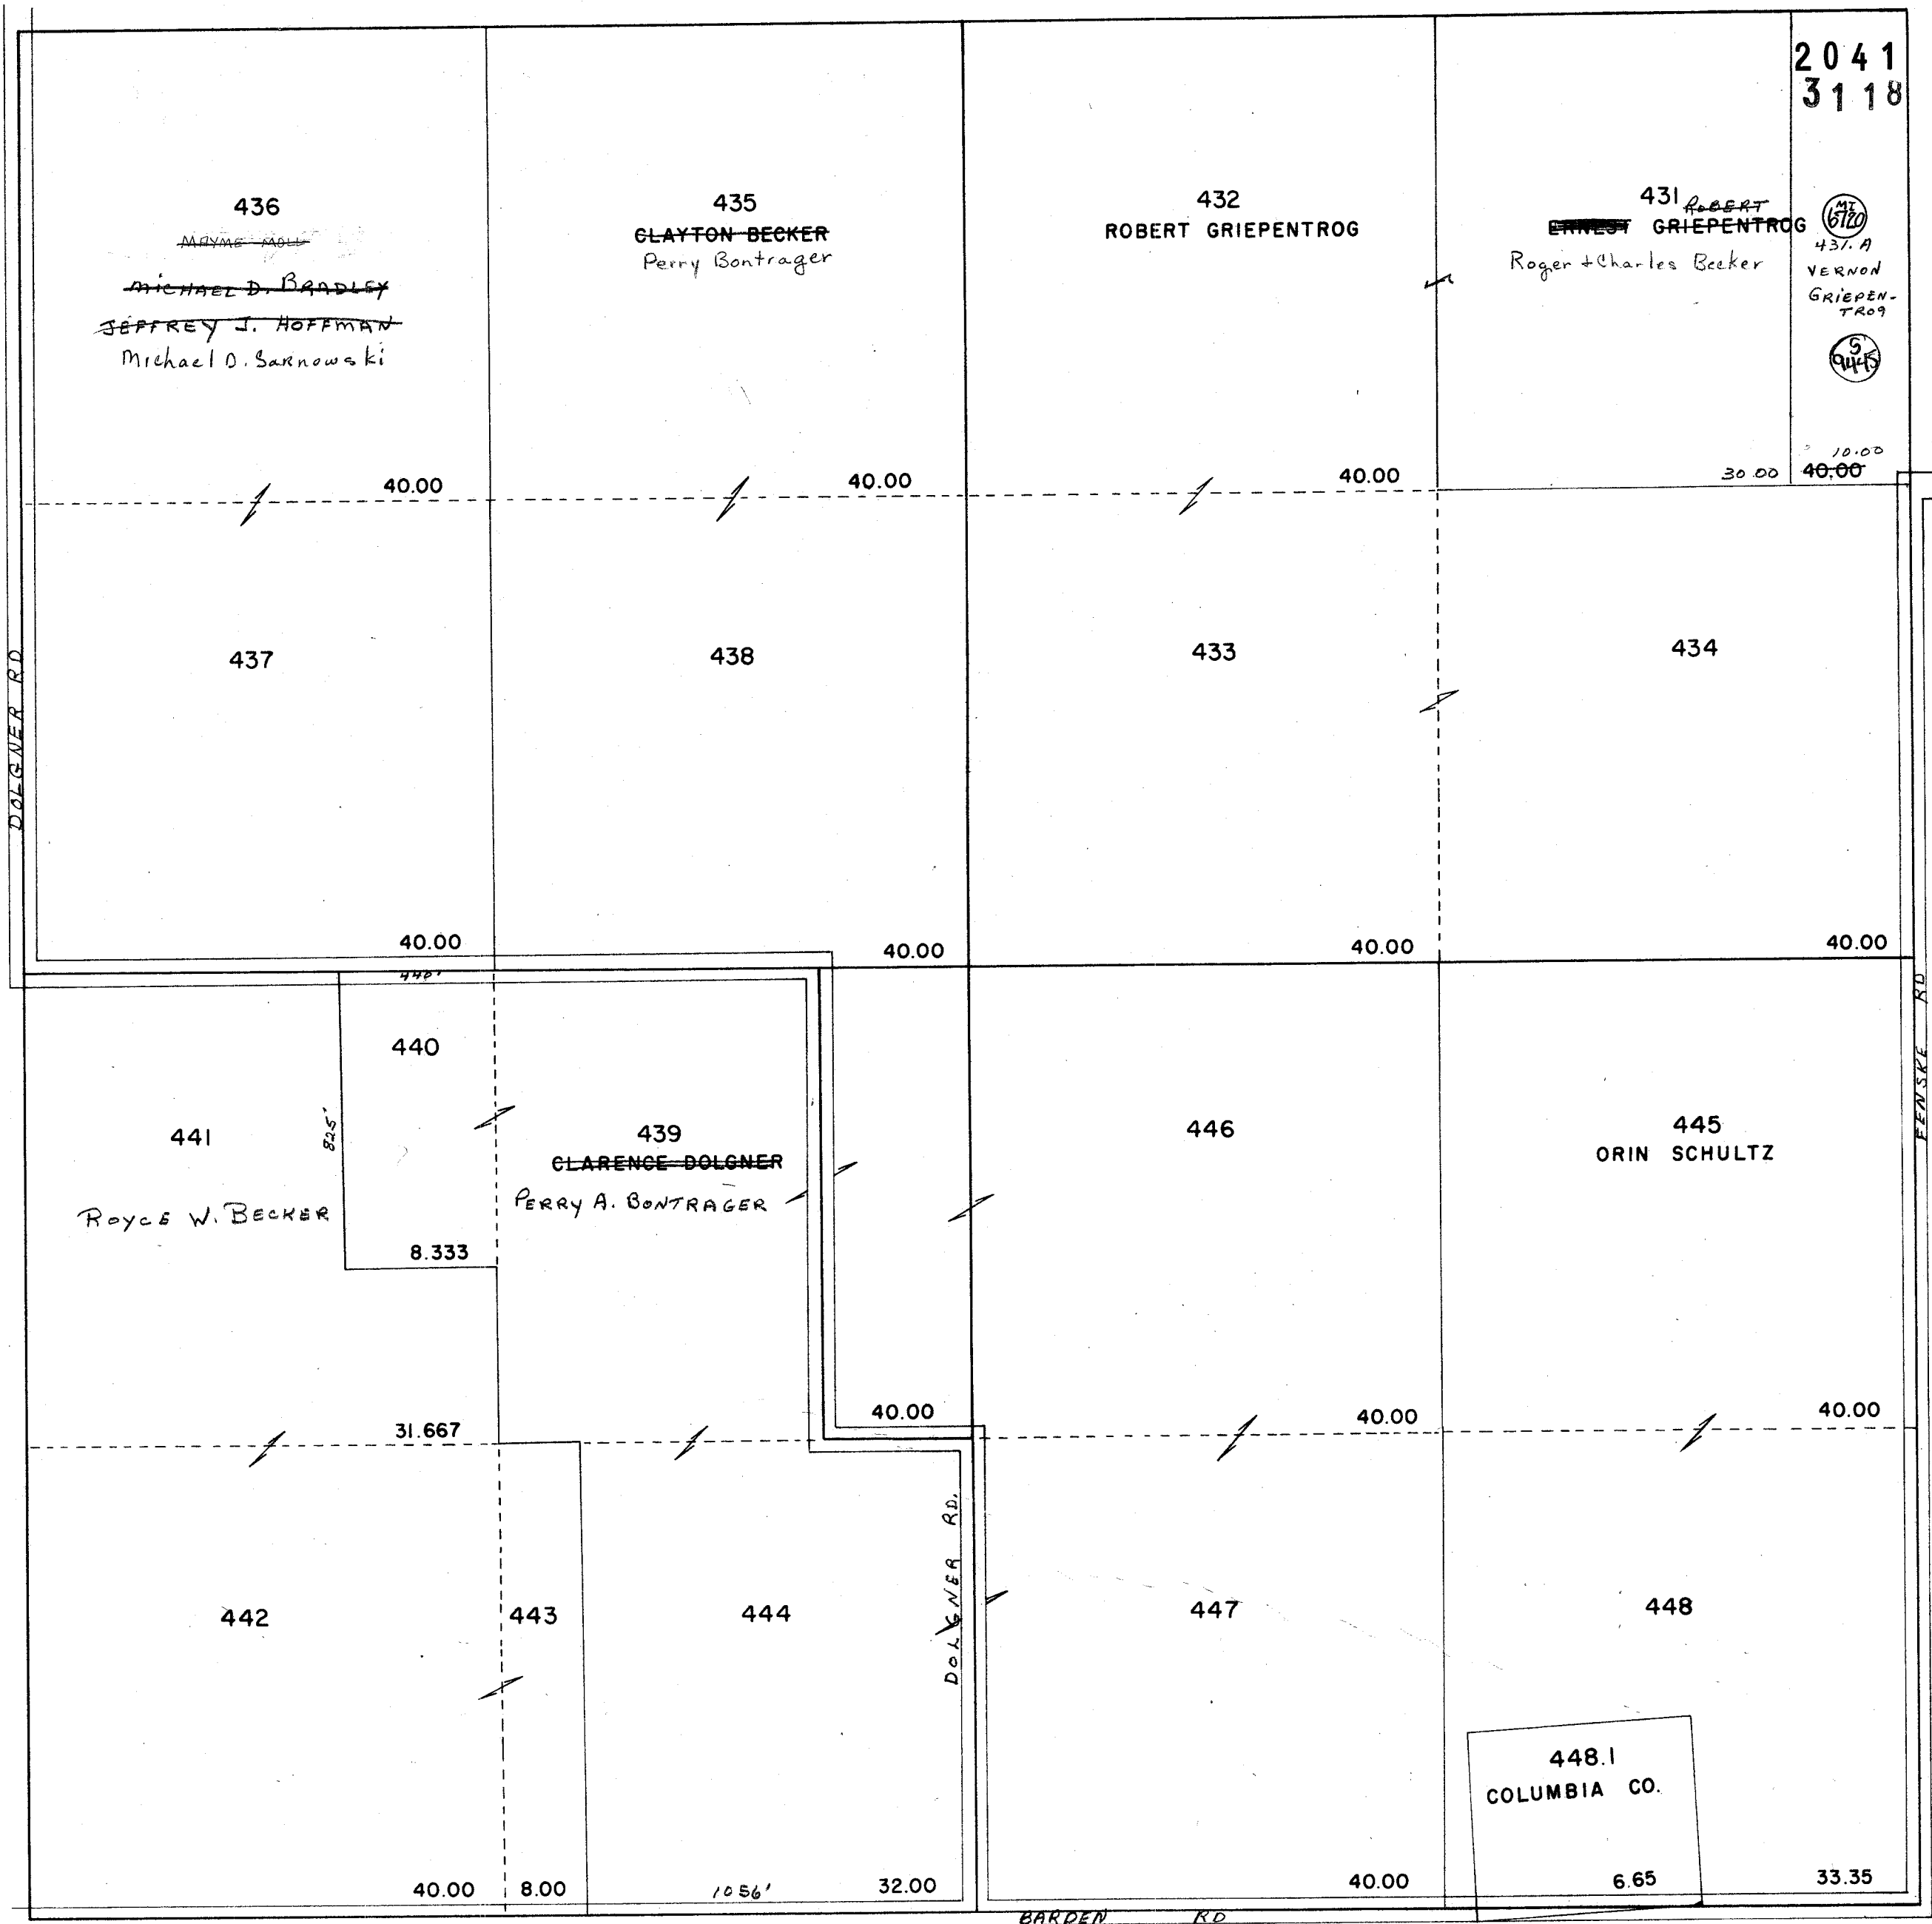 2041
3118
436
MAYME MOLL
MICHAEL D. BRADLEY
JEFFREY J. HOFFMAN
Michael D. Sarnowski
40.00
435
CLAYTON BECKER
Perry Bontrager
40.00
432
ROBERT GRIEPENTROG
40.00
431 ROBERT
ERNEST GRIEPENTROG
Roger + Charles Becker
30.00
MI
431.A
VERNON
GRIEPEN-
TROG
S
9445
10.00
40.00
DOLGNER RD
437
40.00
438
40.00
433
40.00
434
40.00
440'
440
825'
8.333
441
ROYCE W. BECKER
31.667
439
CLARENCE DOLGNER
PERRY A. BONTRAGER
40.00
446
40.00
445
ORIN SCHULTZ
40.00
FENSKE RD
442
40.00
443
8.00
444
1056'
32.00
DOLGNER RD.
447
40.00
448
448.1
COLUMBIA CO.
6.65
33.35
BARDEN RD